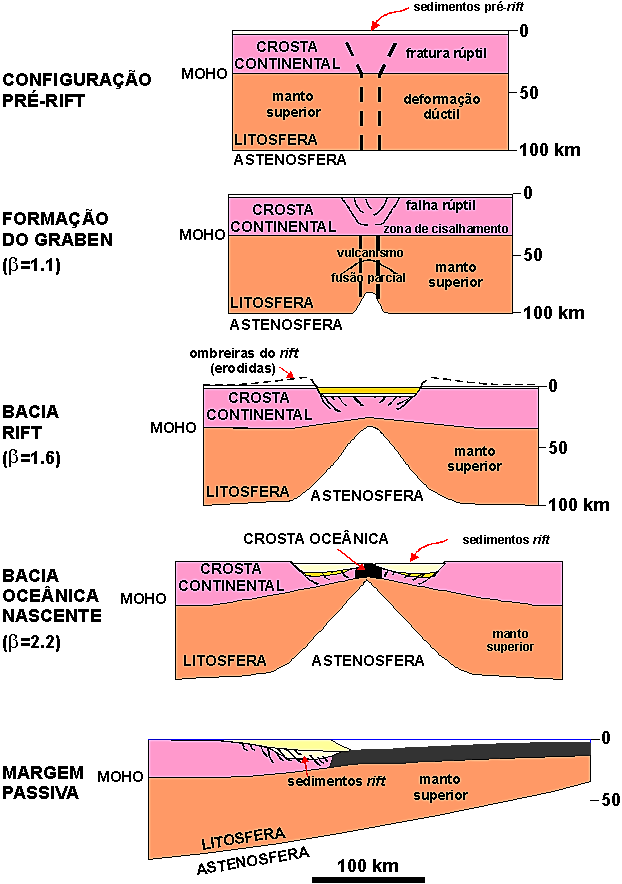 sedimentos pré-rift
CONFIGURAÇÃO
PRÉ-RIFT
MOHO
CROSTA
CONTINENTAL
fratura rúptil
manto
superior
deformação
dúctil
LITOSFERA
ASTENOSFERA
0
50
100 km
FORMAÇÃO
DO GRABEN
(β=1.1)
MOHO
CROSTA
CONTINENTAL
falha rúptil
zona de cisalhamento
vulcanismo
fusão parcial
manto
superior
LITOSFERA
ASTENOSFERA
0
50
100 km
ombreiras do rift
(erodidas)
BACIA
RIFT
(β=1.6)
MOHO
CROSTA
CONTINENTAL
manto
superior
LITOSFERA
ASTENOSFERA
0
50
100 km
CROSTA OCEÂNICA
sedimentos rift
BACIA
OCEÂNICA
NASCENTE
(β=2.2)
MOHO
CROSTA
CONTINENTAL
manto
superior
LITOSFERA
ASTENOSFERA
MARGEM
PASSIVA
MOHO
sedimentos rift
manto
superior
LITOSFERA
ASTENOSFERA
0
50
100 km